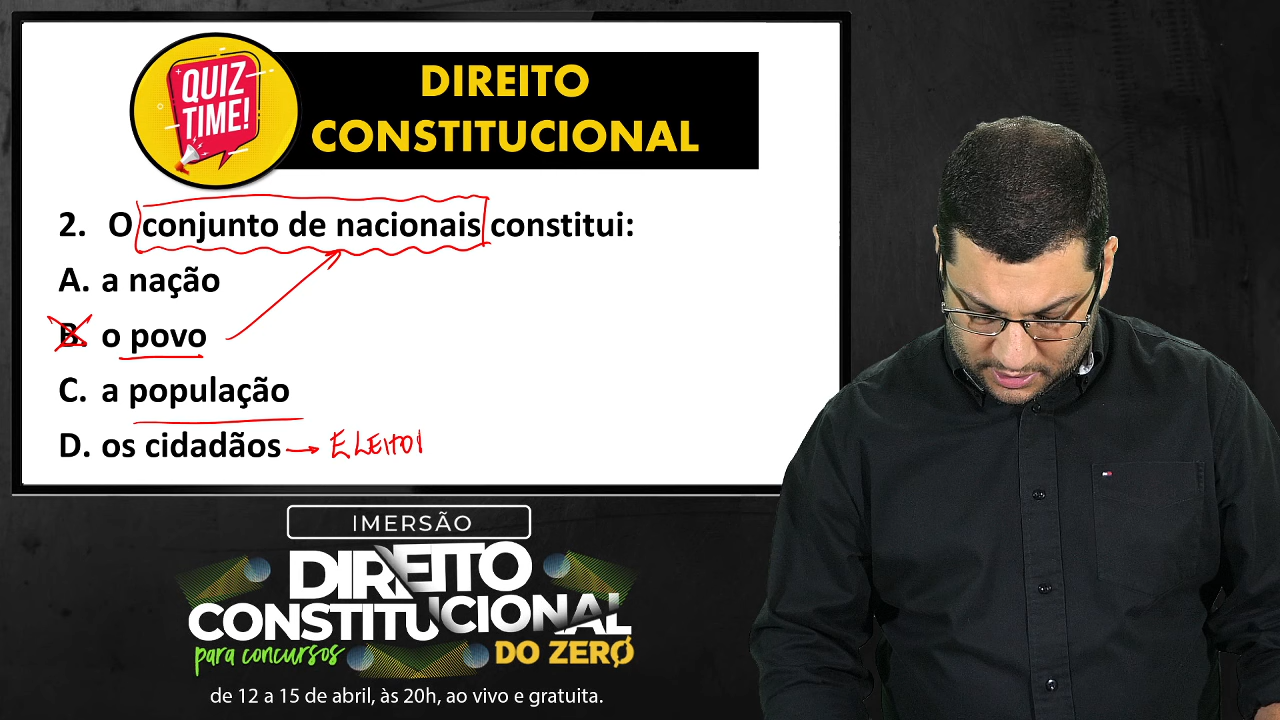 QUIZ
TIME!
DIREITO
CONSTITUCIONAL
2. O conjunto de nacionais constitui:
A. a nação
B. o povo
C. a população
D. os cidadãos → ELEITOI
IMERSÃO
DIREITO
CONSTITUCIONAL
para concursos
DO ZERO
de 12 a 15 de abril, às 20h, ao vivo e gratuita.